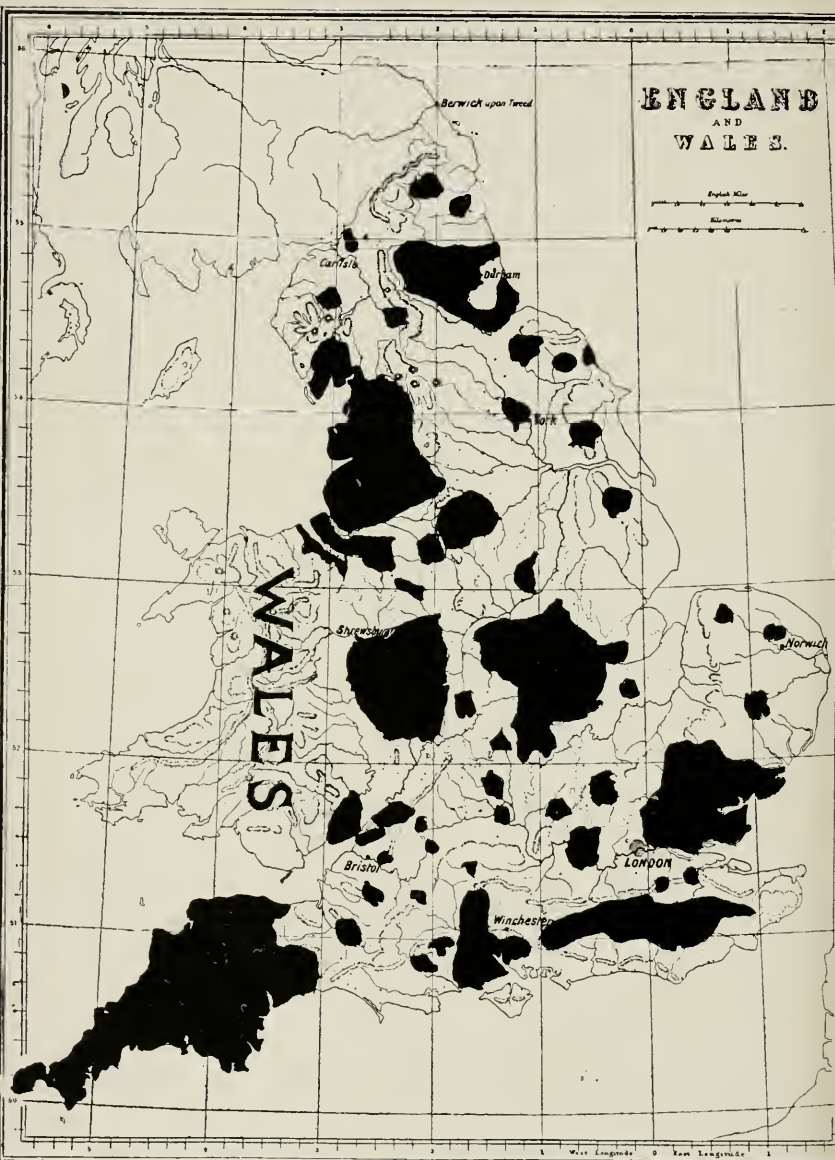 ENGLAND
AND
WALES.
English Miles
Kilometres
Berwick upon Tweed
Carlisle
Durham
York
WALES
Shrewsbury
Norwich
Bristol
LONDON
Winchester
West Longitude 0 East Longitude